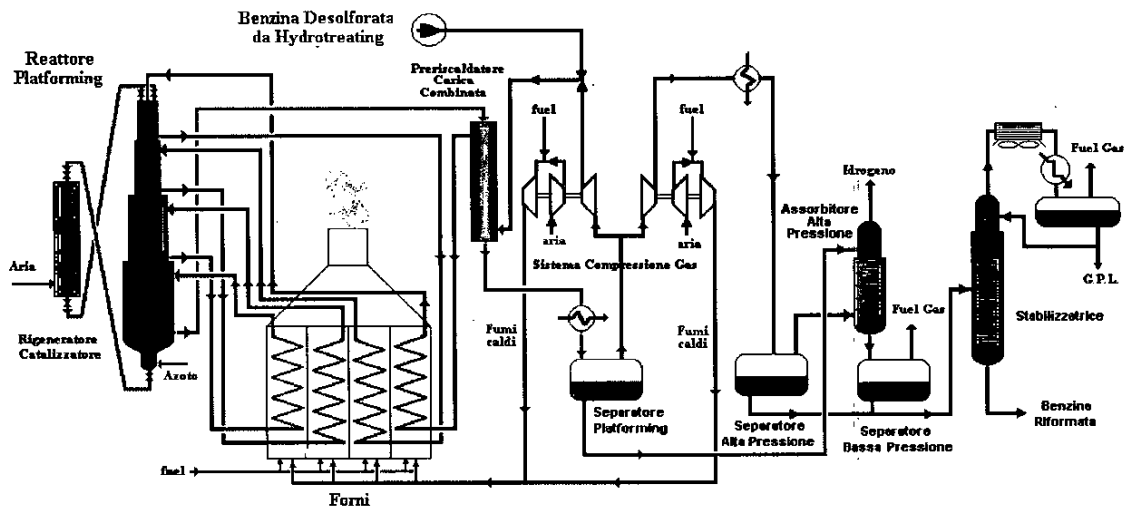 Benzina Desolforata
da Hydrotreating
Reattore
Platforming
Preriscaldatore
Carica
Combinata
fuel
fuel
Fuel Gas
Idrogeno
Assorbitore
Alta
Pressione
aria
aria
Sistema Compressione Gas
Aria
G.P.L.
Rigeneratore
Catalizzatore
Azoto
Fumi
caldi
Fumi
caldi
Fuel Gas
Stabilizzatrice
Separatore
Platforming
Separatore
Alta Pressione
Separatore
Bassa Pressione
Benzina
Riformata
fuel
Forni